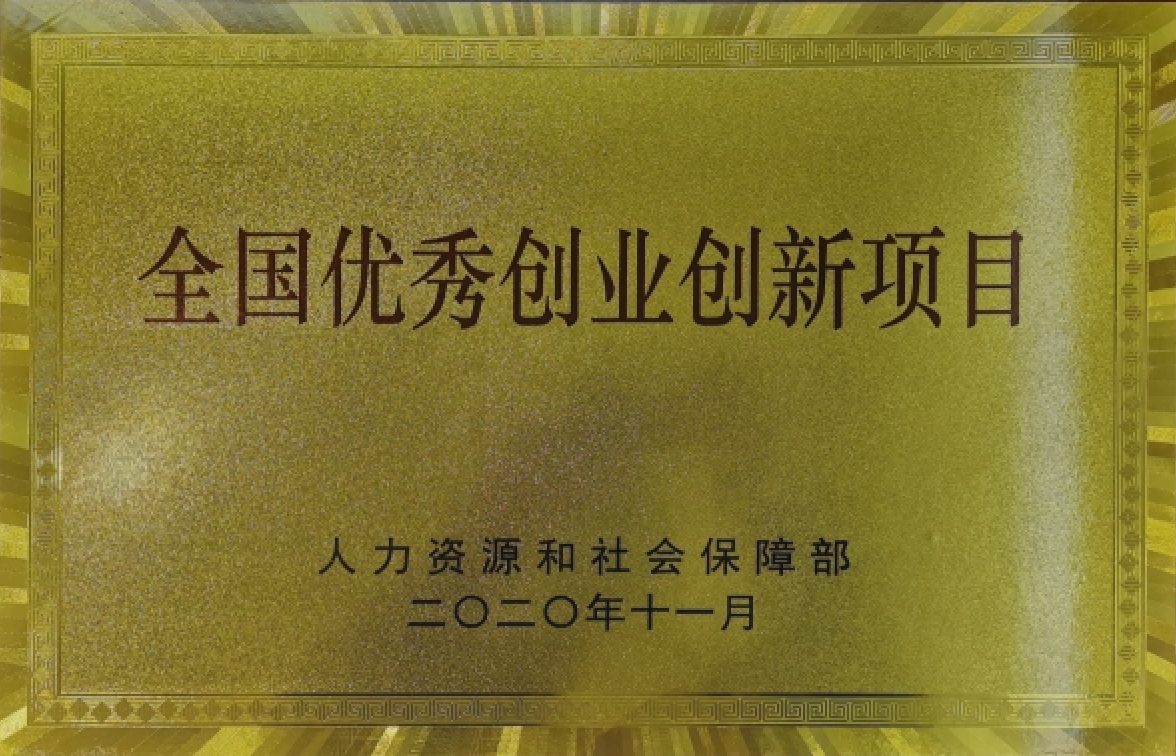 全国优秀创业创新项目
人力资源和社会保障部
二〇二〇年十一月